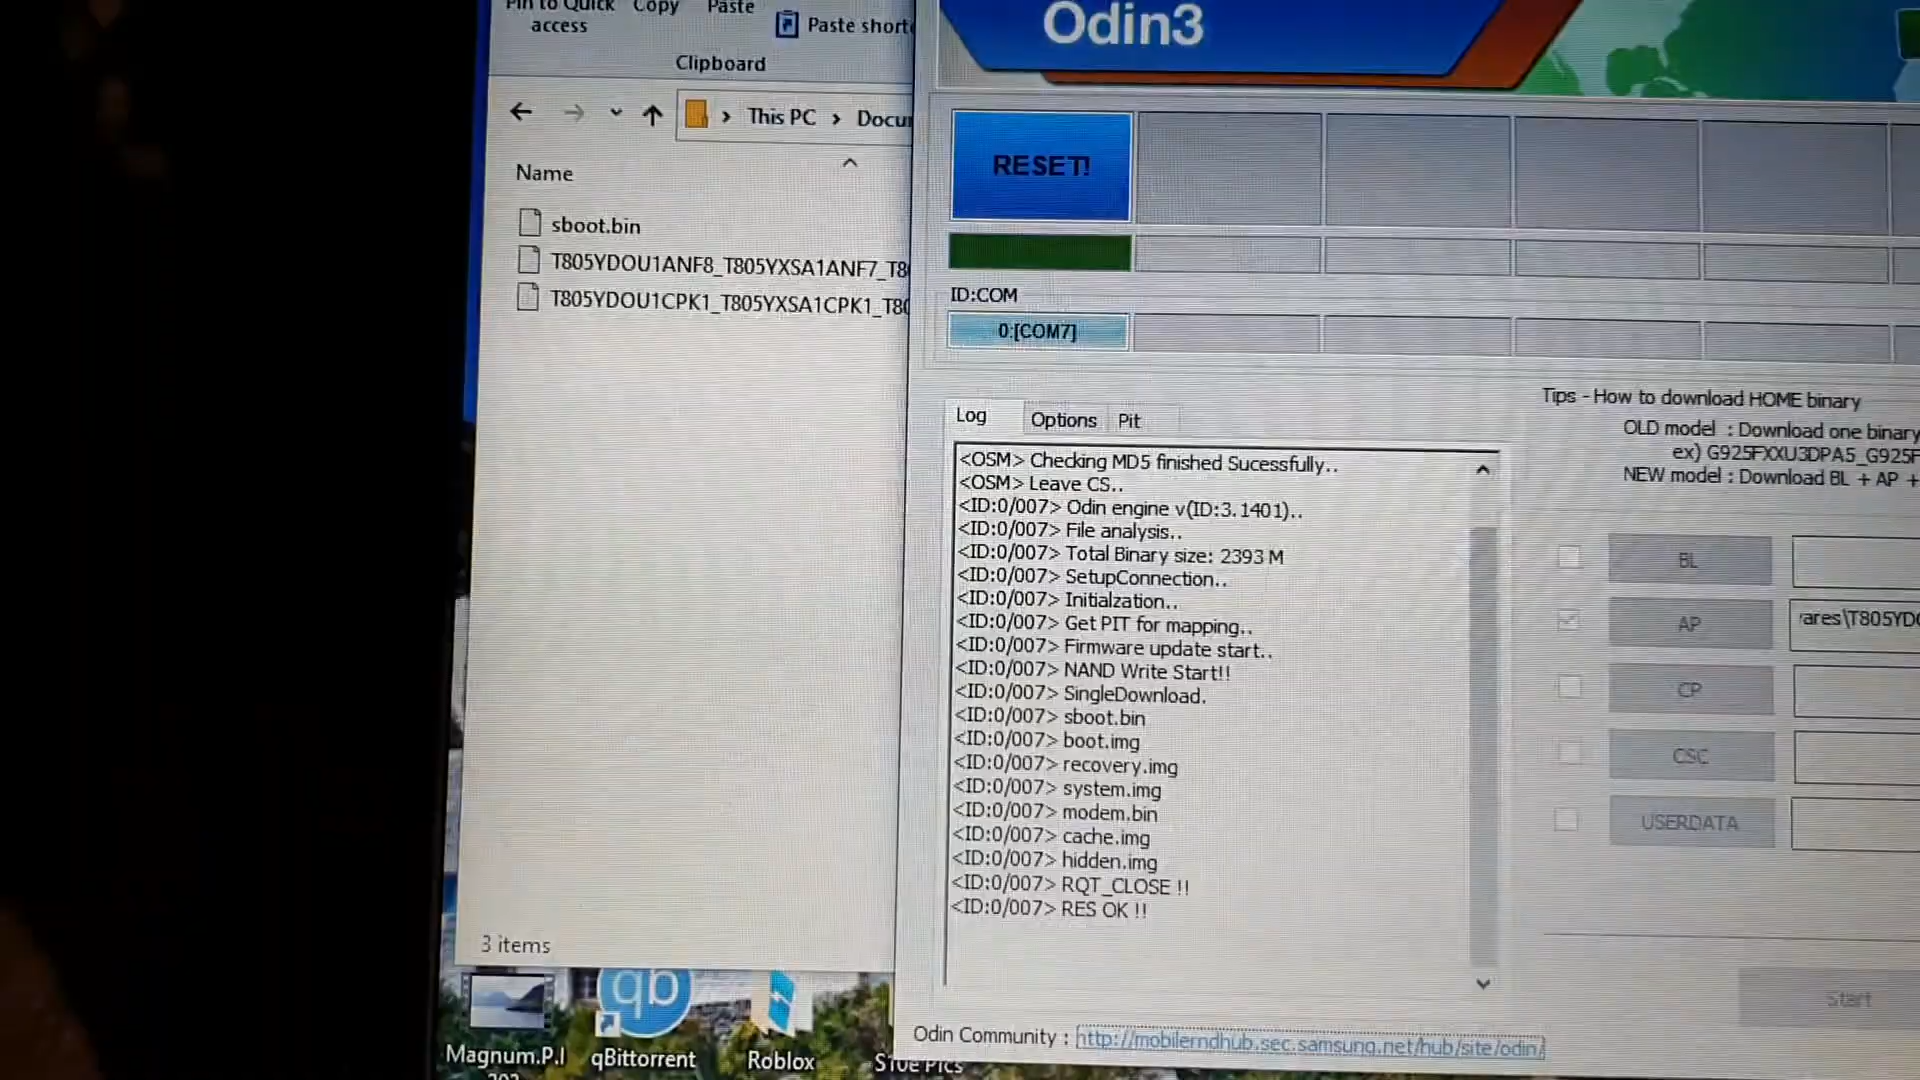 Pin to Quick
access
Copy
Paste
Paste short
Clipboard
This PC > Docu
Name
sboot.bin
T805YDOU1ANF8_T805YXSA1ANF7_T8
T805YDOU1CPK1_T805YXSA1CPK1_T80
3 items
Magnum.P.I
qBittorrent
Roblox
S10e Pics
qb
Odin3
RESET!
ID:COM
0:[COM7]
Log
Options
Pit
<OSM> Checking MD5 finished Sucessfully..
<OSM> Leave CS..
<ID:0/007> Odin engine v(ID:3.1401)..
<ID:0/007> File analysis..
<ID:0/007> Total Binary size: 2393 M
<ID:0/007> SetupConnection..
<ID:0/007> Initialzation..
<ID:0/007> Get PIT for mapping..
<ID:0/007> Firmware update start..
<ID:0/007> NAND Write Start!!
<ID:0/007> SingleDownload.
<ID:0/007> sboot.bin
<ID:0/007> boot.img
<ID:0/007> recovery.img
<ID:0/007> system.img
<ID:0/007> modem.bin
<ID:0/007> cache.img
<ID:0/007> hidden.img
<ID:0/007> RQT_CLOSE !!
<ID:0/007> RES OK !!
Tips - How to download HOME binary
OLD model : Download one binary
ex) G925FXXU3DPA5_G925F
NEW model : Download BL + AP +
BL
AP
ares\T805YDO
CP
CSC
USERDATA
Start
Odin Community : http://mobilerndhub.sec.samsung.net/hub/site/odin/